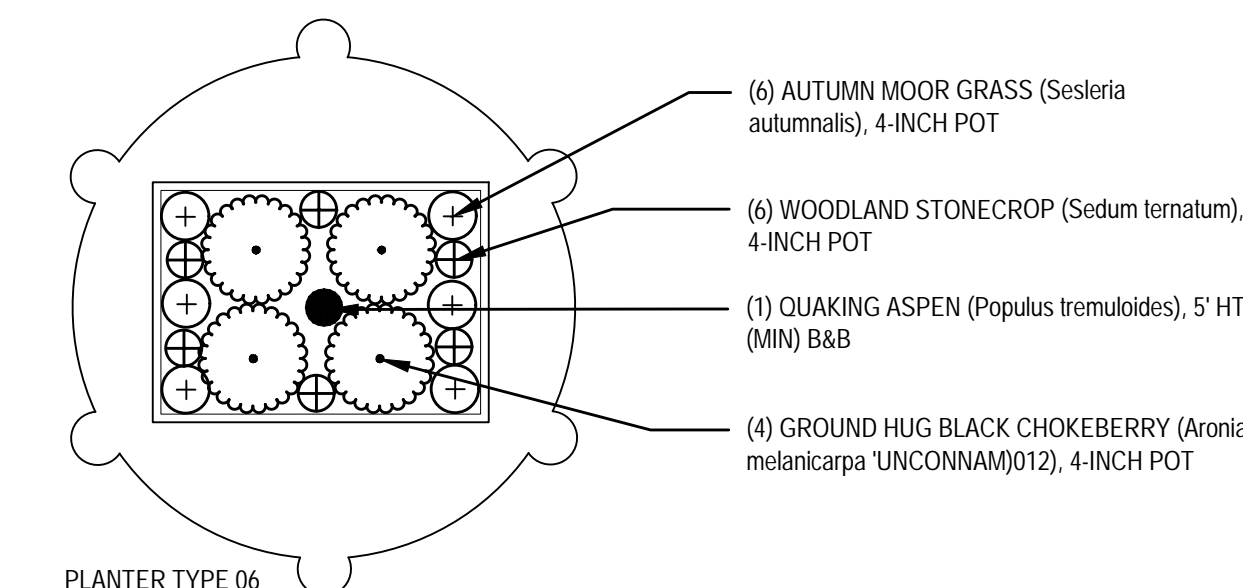 (6) AUTUMN MOOR GRASS (Sesleria
autumnalis), 4-INCH POT
(6) WOODLAND STONECROP (Sedum ternatum),
4-INCH POT
(1) QUAKING ASPEN (Populus tremuloides), 5' HT
(MIN) B&B
(4) GROUND HUG BLACK CHOKEBERRY (Aronia
melanicarpa 'UNCONNAM)012), 4-INCH POT
PLANTER TYPE 06